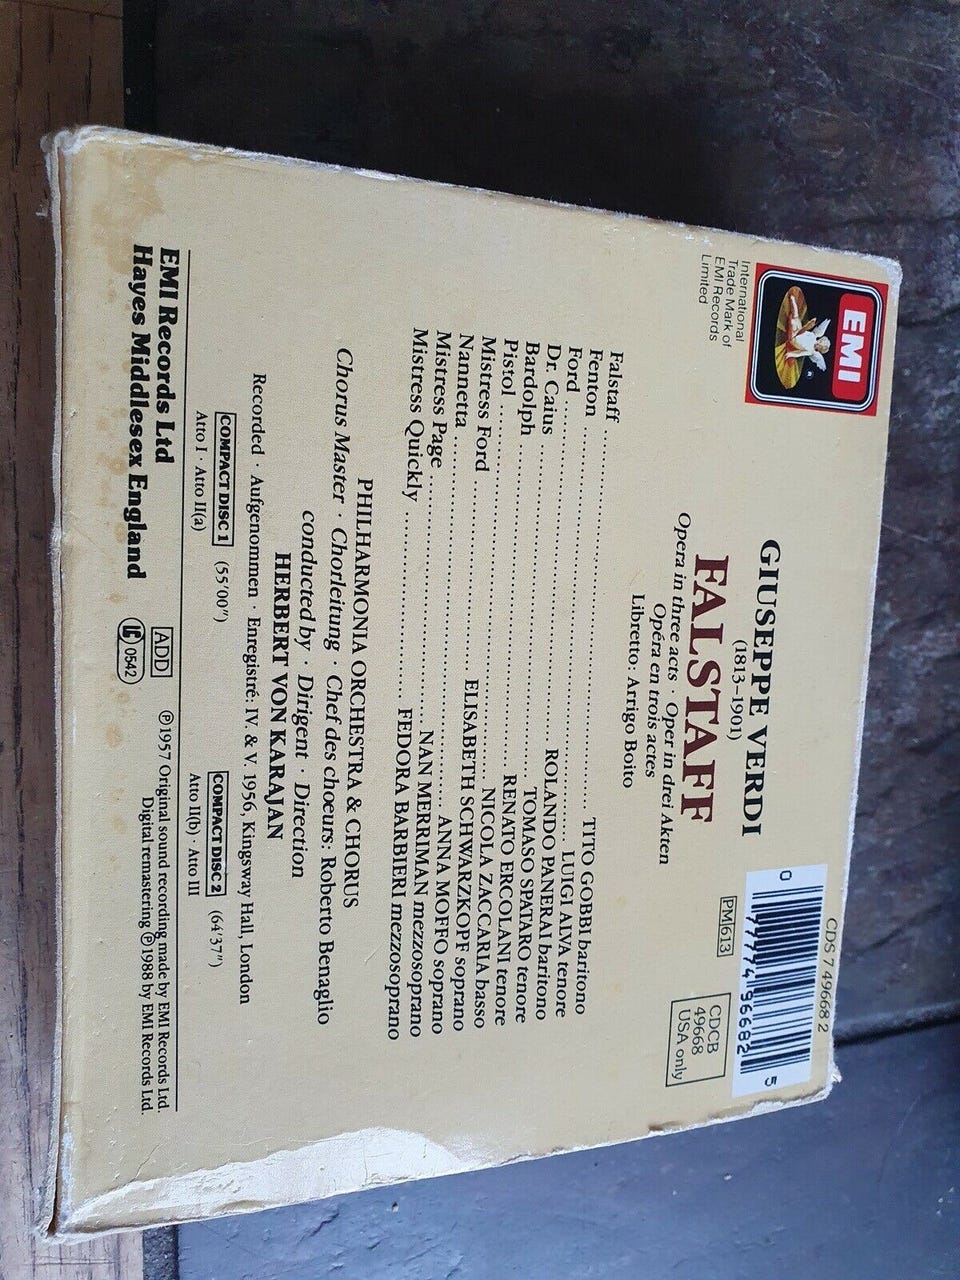 CDS 7 49668 2
0 77774 96682 5
CDCB
49668
USA only
PM613
EMI
International
Trade Mark of
EMI Records
Limited
GIUSEPPE VERDI
(1813–1901)
FALSTAFF
Opera in three acts · Oper in drei Akten
Opéra en trois actes
Libretto: Arrigo Boito
Falstaff .......... TITO GOBBI baritono
Fenton .......... LUIGI ALVA tenore
Ford .......... ROLANDO PANERAI baritono
Dr. Caius .......... TOMASO SPATARO tenore
Bardolph .......... RENATO ERCOLANI tenore
Pistol .......... NICOLA ZACCARIA basso
Mistress Ford .......... ELISABETH SCHWARZKOPF soprano
Nannetta .......... ANNA MOFFO soprano
Mistress Page .......... NAN MERRIMAN mezzosoprano
Mistress Quickly .......... FEDORA BARBIERI mezzosoprano
PHILHARMONIA ORCHESTRA & CHORUS
Chorus Master · Chorleitung · Chef des choeurs: Roberto Benaglio
conducted by · Dirigent · Direction
HERBERT VON KARAJAN
Recorded · Aufgenommen · Enregistré: IV & V 1956, Kingsway Hall, London
COMPACT DISC 1 (55'00") COMPACT DISC 2 (64'37")
Atto I · Atto II(a) Atto II(b) · Atto III
EMI Records Ltd
Hayes Middlesex England
ADD
LC 0542
℗ 1957 Original sound recording made by EMI Records Ltd.
Digital remastering ℗ 1988 by EMI Records Ltd.